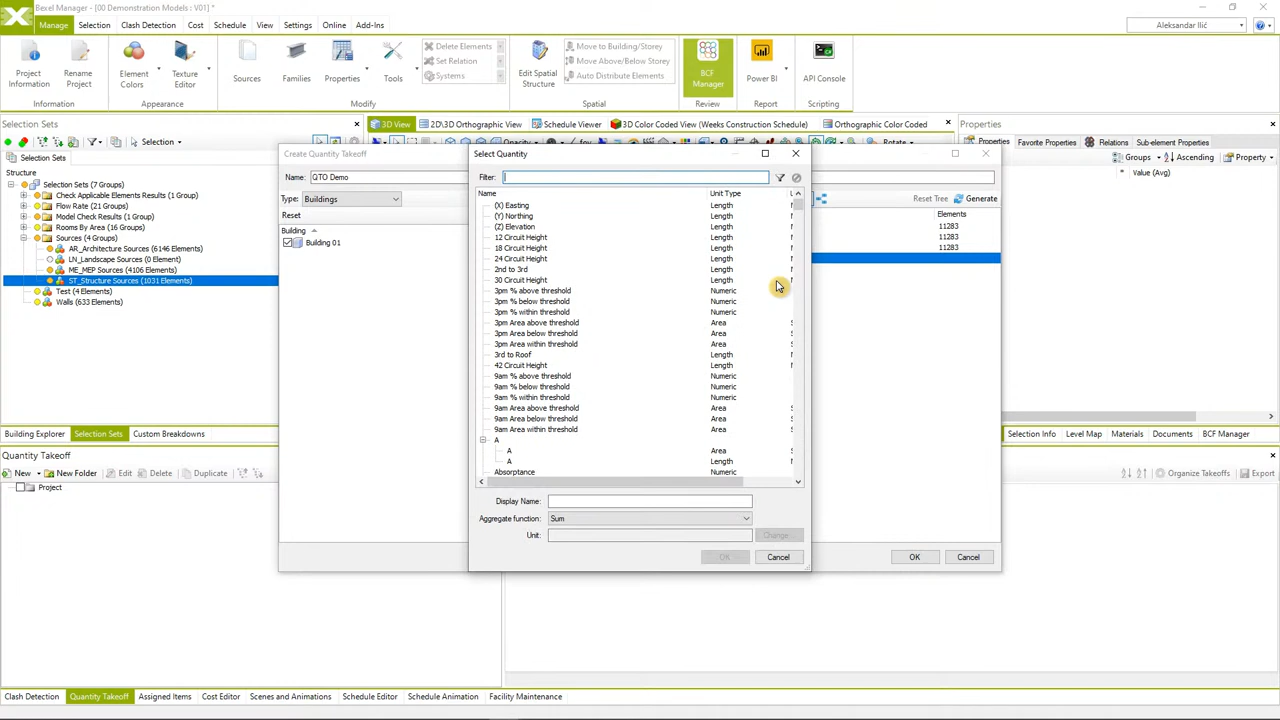 Bexel Manager - [00 Demonstration Models : V01]
Manage Selection Clash Detection Cost Schedule View Settings Online Add-Ins
Aleksandar Ilić
Project Information
Rename Project
Element Colors
Texture Editor
Sources
Families
Properties
Tools
Delete Elements
Set Relation
Systems
Edit Spatial Structure
Move to Building/Storey
Move Above/Below Storey
Auto Distribute Elements
BCF Manager
Power BI
API Console
Information Appearance Modify Spatial Review Report Scripting
Selection Sets
3D View 2D\3D Orthographic View Schedule Viewer 3D Color Coded View (Weeks Construction Schedule) Orthographic Color Coded
Properties
Selection
Opacity
fov
Rotate
Properties Favorite Properties Relations Sub-element Properties
Selection Sets
Groups Ascending Property
Value (Avg)
Structure
Selection Sets (7 Groups)
Check Applicable Elements Results (1 Group)
Flow Rate (21 Groups)
Model Check Results (1 Group)
Rooms By Area (16 Groups)
Sources (4 Groups)
AR_Architecture Sources (6146 Elements)
LN_Landscape Sources (0 Element)
ME_MEP Sources (4106 Elements)
ST_Structure Sources (1031 Elements)
Test (4 Elements)
Walls (633 Elements)
Create Quantity Takeoff
Name: QTO Demo
Type: Buildings
Reset
Building
Building 01
Reset Tree Generate
Elements
11283
11283
11283
OK Cancel
Select Quantity
Filter:
Name Unit Type
(X) Easting Length
(Y) Northing Length
(Z) Elevation Length
12 Circuit Height Length
18 Circuit Height Length
24 Circuit Height Length
2nd to 3rd Length
30 Circuit Height Length
3pm % above threshold Numeric
3pm % below threshold Numeric
3pm % within threshold Numeric
3pm Area above threshold Area
3pm Area below threshold Area
3pm Area within threshold Area
3rd to Roof Length
42 Circuit Height Length
9am % above threshold Numeric
9am % below threshold Numeric
9am % within threshold Numeric
9am Area above threshold Area
9am Area below threshold Area
9am Area within threshold Area
A
A Area
A Length
Absorptance Numeric
Display Name:
Aggregate function: Sum
Unit: Change...
OK Cancel
Building Explorer Selection Sets Custom Breakdowns
Selection Info Level Map Materials Documents BCF Manager
Quantity Takeoff
New New Folder Edit Delete Duplicate
Organize Takeoffs Export
Project
Clash Detection Quantity Takeoff Assigned Items Cost Editor Scenes and Animations Schedule Editor Schedule Animation Facility Maintenance